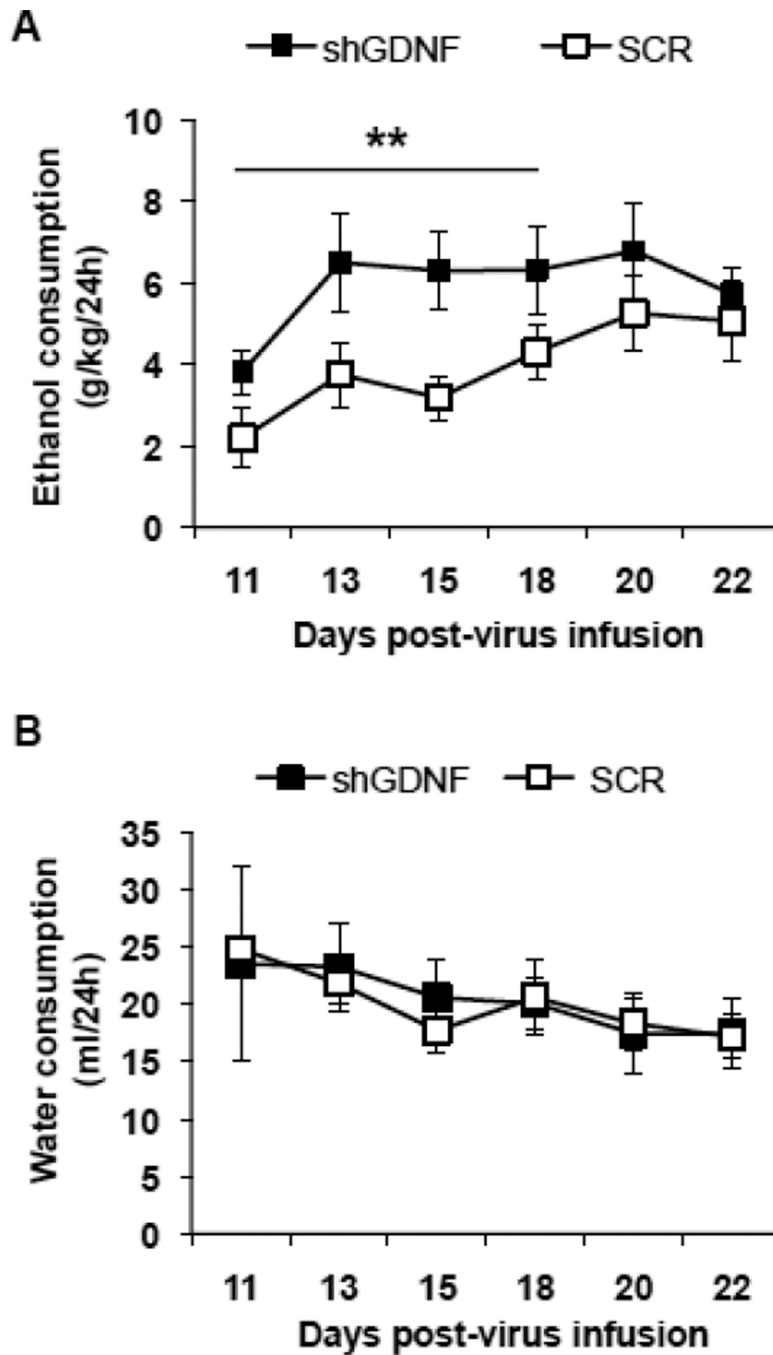 A
shGDNF SCR
**
10
8
6
4
2
0
Ethanol consumption
(g/kg/24h)
11 13 15 18 20 22
Days post-virus infusion
B
shGDNF SCR
35
30
25
20
15
10
5
0
Water consumption
(ml/24h)
11 13 15 18 20 22
Days post-virus infusion